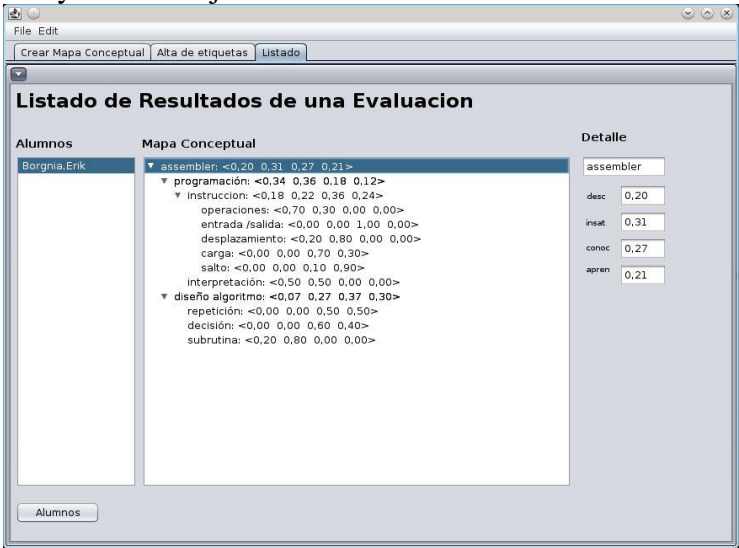 File Edit
Crear Mapa Conceptual Alta de etiquetas Listado
Listado de Resultados de una Evaluacion
Alumnos
Borgnia,Erik
Mapa Conceptual
assembler: <0,20 0,31 0,27 0,21>
programación: <0,34 0,36 0,18 0,12>
instruccion: <0,18 0,22 0,36 0,24>
operaciones: <0,70 0,30 0,00 0,00>
entrada /salida: <0,00 0,00 1,00 0,00>
desplazamiento: <0,20 0,80 0,00 0,00>
carga: <0,00 0,00 0,70 0,30>
salto: <0,00 0,00 0,10 0,90>
interpretación: <0,50 0,50 0,00 0,00>
diseño algoritmo: <0,07 0,27 0,37 0,30>
repetición: <0,00 0,00 0,50 0,50>
decisión: <0,00 0,00 0,60 0,40>
subrutina: <0,20 0,80 0,00 0,00>
Detalle
assembler
desc 0,20
insat 0,31
conoc 0,27
apren 0,21
Alumnos